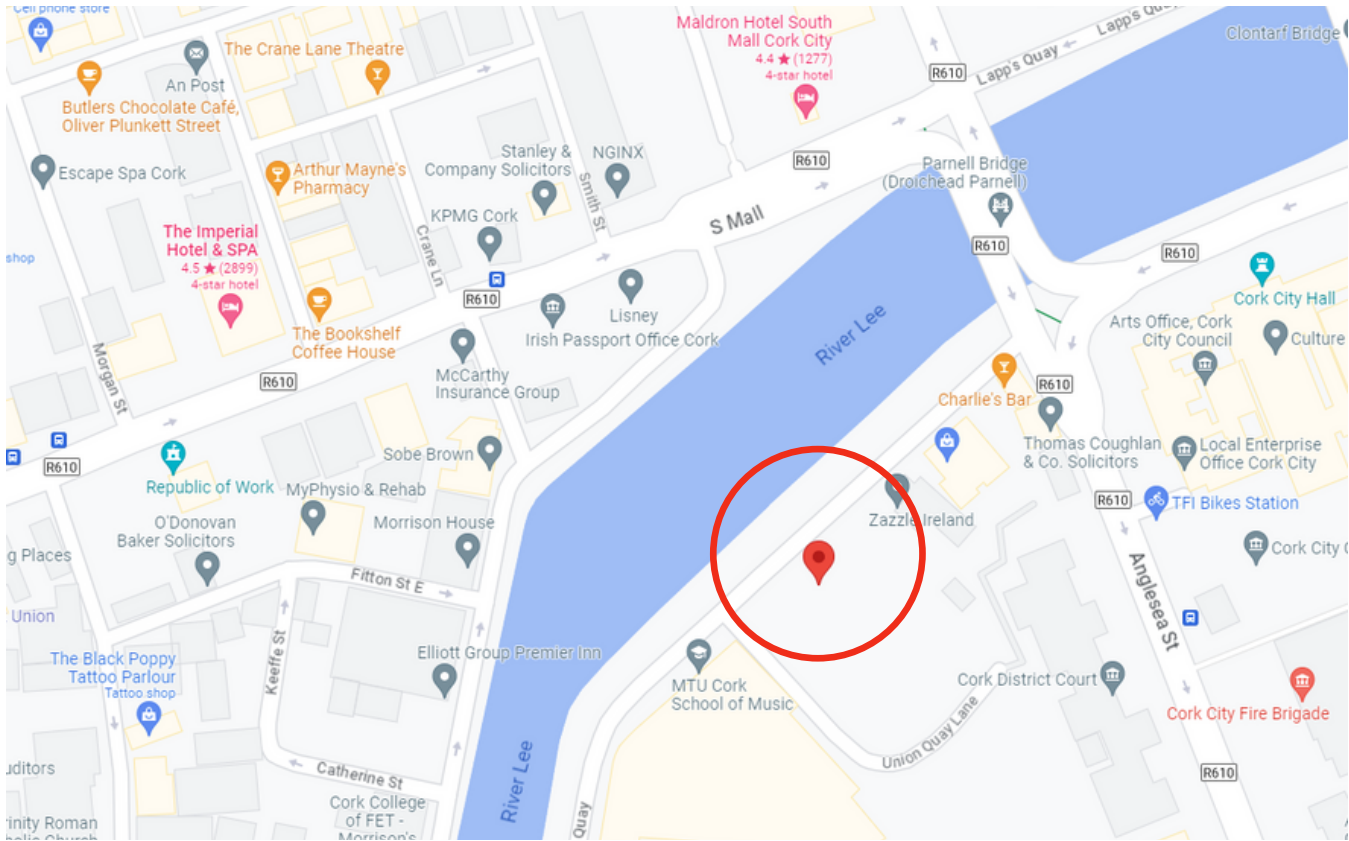 Cell phone store
The Crane Lane Theatre
An Post
Butlers Chocolate Café,
Oliver Plunkett Street
Escape Spa Cork
Arthur Mayne's
Pharmacy
The Imperial
Hotel & SPA
4.5 ★ (2899)
4-star hotel
shop
The Bookshelf
Coffee House
Crane Ln
KPMG Cork
Stanley &
Company Solicitors
NGINX
Smith St
Maldron Hotel South
Mall Cork City
4.4 ★ (1277)
4-star hotel
R610
Lapp's Quay
Lapp's Quay
Clontarf Bridge
R610
Parnell Bridge
(Droichead Parnell)
S Mall
R610
R610
R610
Cork City Hall
Lisney
Irish Passport Office Cork
River Lee
Arts Office, Cork
City Council
Culture
Morgan St
R610
McCarthy
Insurance Group
R610
Charlie's Bar
Thomas Coughlan
& Co. Solicitors
Local Enterprise
Office Cork City
R610
Republic of Work
Sobe Brown
MyPhysio & Rehab
O'Donovan
Baker Solicitors
Morrison House
Zazzle Ireland
R610
TFI Bikes Station
g Places
Cork City
Fitton St E
Anglesea St
Union
Keeffe St
The Black Poppy
Tattoo Parlour
Tattoo shop
Elliott Group Premier Inn
MTU Cork
School of Music
Cork District Court
Cork City Fire Brigade
Union Quay Lane
uditors
Catherine St
River Lee
R610
Cork College
of FET -
Morrison's
Quay
rinity Roman
holic Church